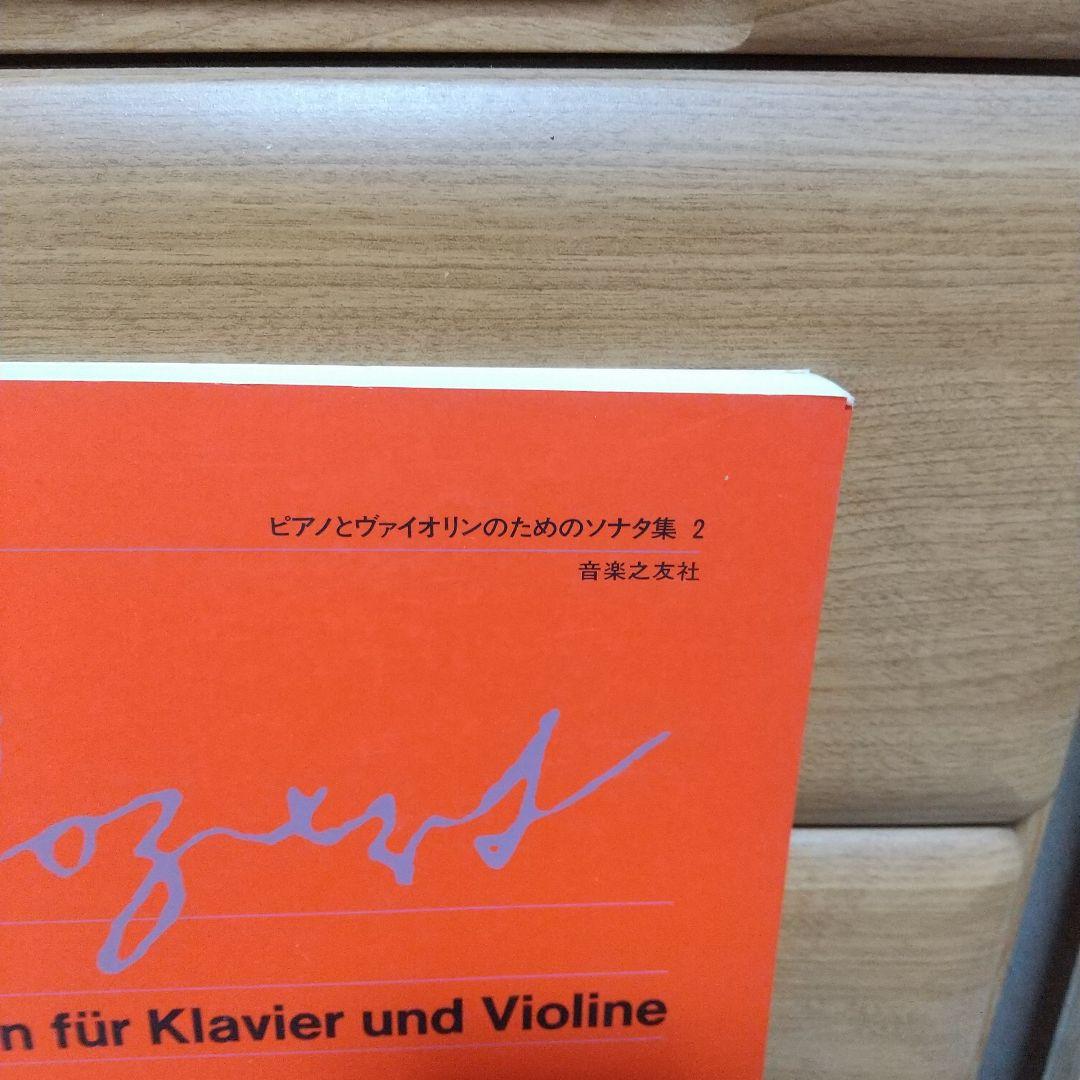 ピアノとヴァイオリンのためのソナタ集 2
音楽之友社
ozart
n für Klavier und Violine